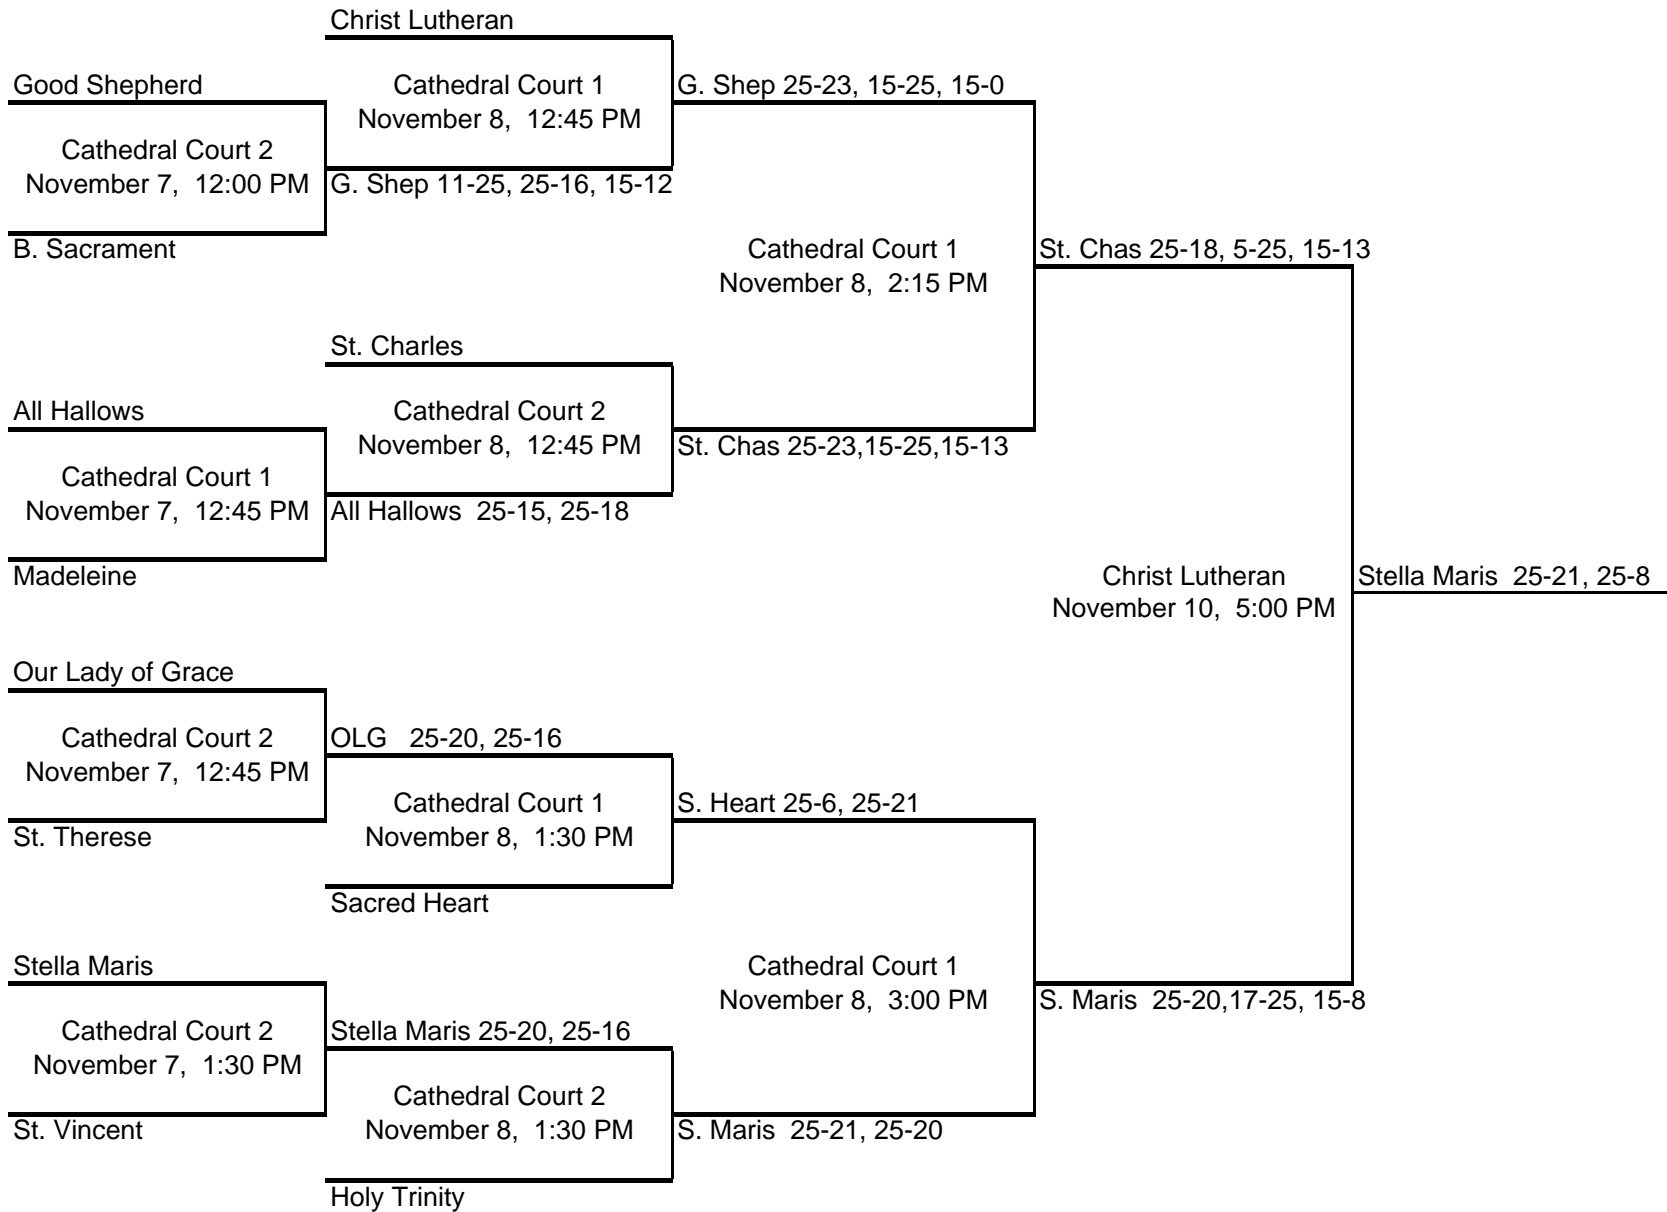 Christ Lutheran
Good Shepherd
Cathedral Court 1
November 8,  12:45 PM
G. Shep 25-23, 15-25, 15-0
Cathedral Court 2
November 7,  12:00 PM
G. Shep 11-25, 25-16, 15-12
B. Sacrament
Cathedral Court 1
November 8,  2:15 PM
St. Chas 25-18, 5-25, 15-13
St. Charles
All Hallows
Cathedral Court 2
November 8,  12:45 PM
St. Chas 25-23,15-25,15-13
Cathedral Court 1
November 7,  12:45 PM
All Hallows  25-15, 25-18
Madeleine
Christ Lutheran
November 10,  5:00 PM
Stella Maris  25-21, 25-8
Our Lady of Grace
Cathedral Court 2
November 7,  12:45 PM
OLG   25-20, 25-16
St. Therese
Cathedral Court 1
November 8,  1:30 PM
S. Heart 25-6, 25-21
Sacred Heart
Stella Maris
Cathedral Court 1
November 8,  3:00 PM
S. Maris  25-20,17-25, 15-8
Cathedral Court 2
November 7,  1:30 PM
Stella Maris 25-20, 25-16
St. Vincent
Cathedral Court 2
November 8,  1:30 PM
S. Maris  25-21, 25-20
Holy Trinity